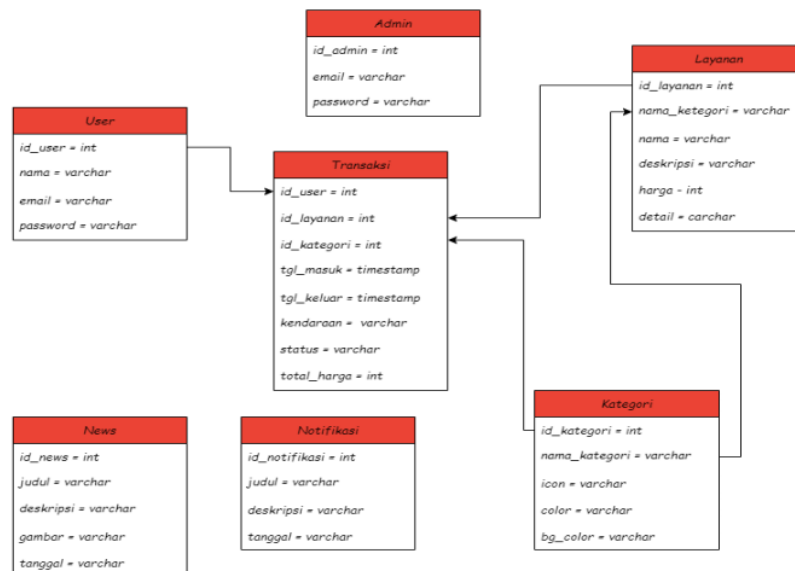 Admin
id_admin = int
email = varchar
password = varchar
Layanan
id_layanan = int
nama_ketegori = varchar
nama = varchar
deskripsi = varchar
harga - int
detail = carchar
User
id_user = int
nama = varchar
email = varchar
password = varchar
Transaksi
id_user = int
id_layanan = int
id_kategori = int
tgl_masuk = timestamp
tgl_keluar = timestamp
kendaraan = varchar
status = varchar
total_harga = int
News
id_news = int
judul = varchar
deskripsi = varchar
gambar = varchar
tanggal = varchar
Notifikasi
id_notifikasi = int
judul = varchar
deskripsi = varchar
tanggal = varchar
Kategori
id_kategori = int
nama_kategori = varchar
icon = varchar
color = varchar
bg_color = varchar